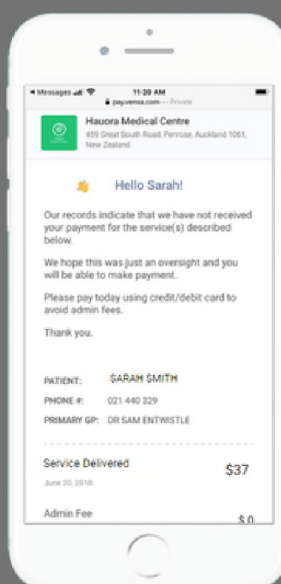 Messages 11:20 AM
pay.vensa.com — Private
Hauora Medical Centre
459 Great South Road, Penrose, Auckland 1051,
New Zealand
Hello Sarah!
Our records indicate that we have not received
your payment for the service(s) described
below.
We hope this was just an oversight and you
will be able to make payment.
Please pay today using credit/debit card to
avoid admin fees.
Thank you.
PATIENT: SARAH SMITH
PHONE #: 021 440 329
PRIMARY GP: DR SAM ENTWISTLE
Service Delivered $37
June 20, 2018
Admin Fee $ 0